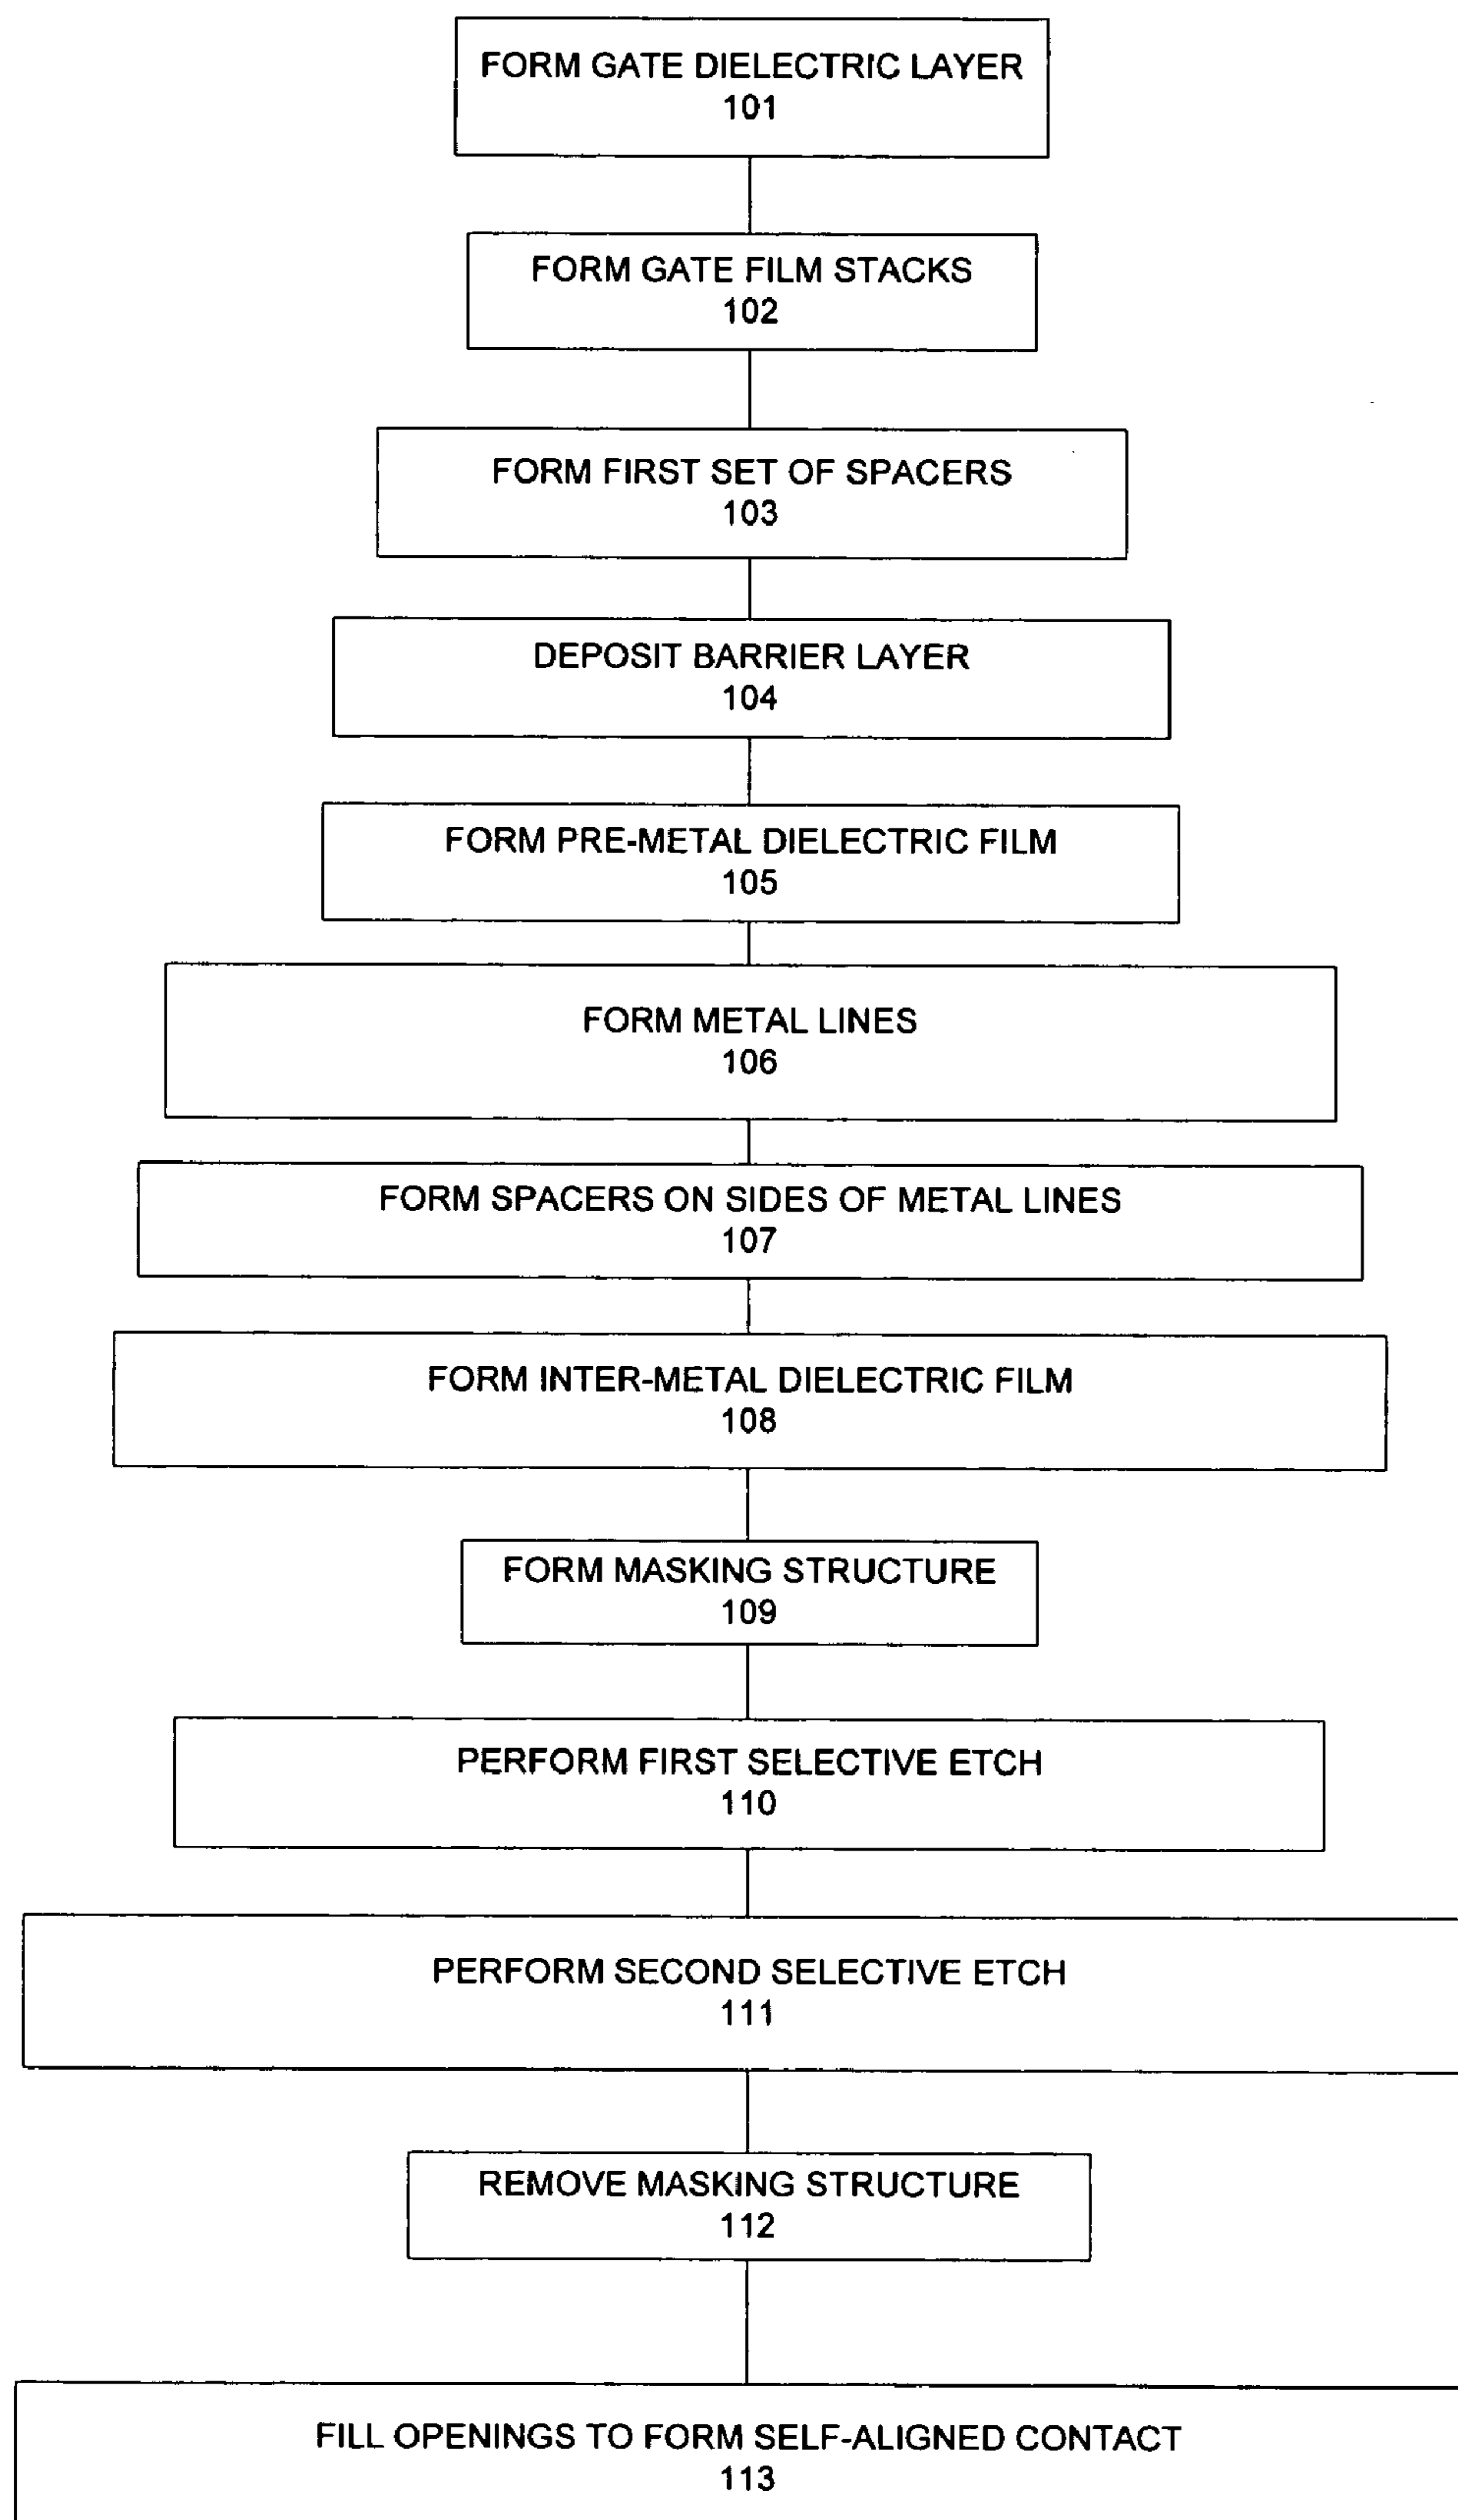 FORM GATE DIELECTRIC LAYER
101
FORM GATE FILM STACKS
102
FORM FIRST SET OF SPACERS
103
DEPOSIT BARRIER LAYER
104
FORM PRE-METAL DIELECTRIC FILM
105
FORM METAL LINES
106
FORM SPACERS ON SIDES OF METAL LINES
107
FORM INTER-METAL DIELECTRIC FILM
108
FORM MASKING STRUCTURE
109
PERFORM FIRST SELECTIVE ETCH
110
PERFORM SECOND SELECTIVE ETCH
111
REMOVE MASKING STRUCTURE
112
FILL OPENINGS TO FORM SELF-ALIGNED CONTACT
113